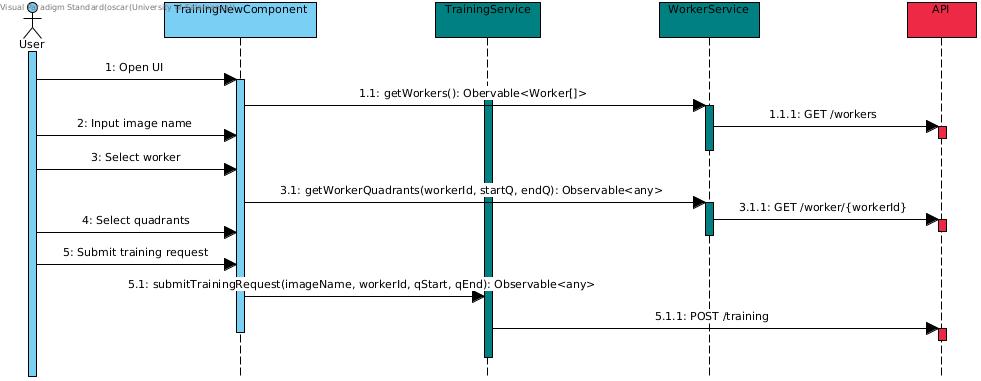 Visual Paradigm Standard(oscar(University
TrainingNewComponent
TrainingService
WorkerService
API
User
1: Open UI
1.1: getWorkers(): Obervable<Worker[]>
1.1.1: GET /workers
2: Input image name
3: Select worker
3.1: getWorkerQuadrants(workerId, startQ, endQ): Observable<any>
3.1.1: GET /worker/{workerId}
4: Select quadrants
5: Submit training request
5.1: submitTrainingRequest(imageName, workerId, qStart, qEnd): Observable<any>
5.1.1: POST /training